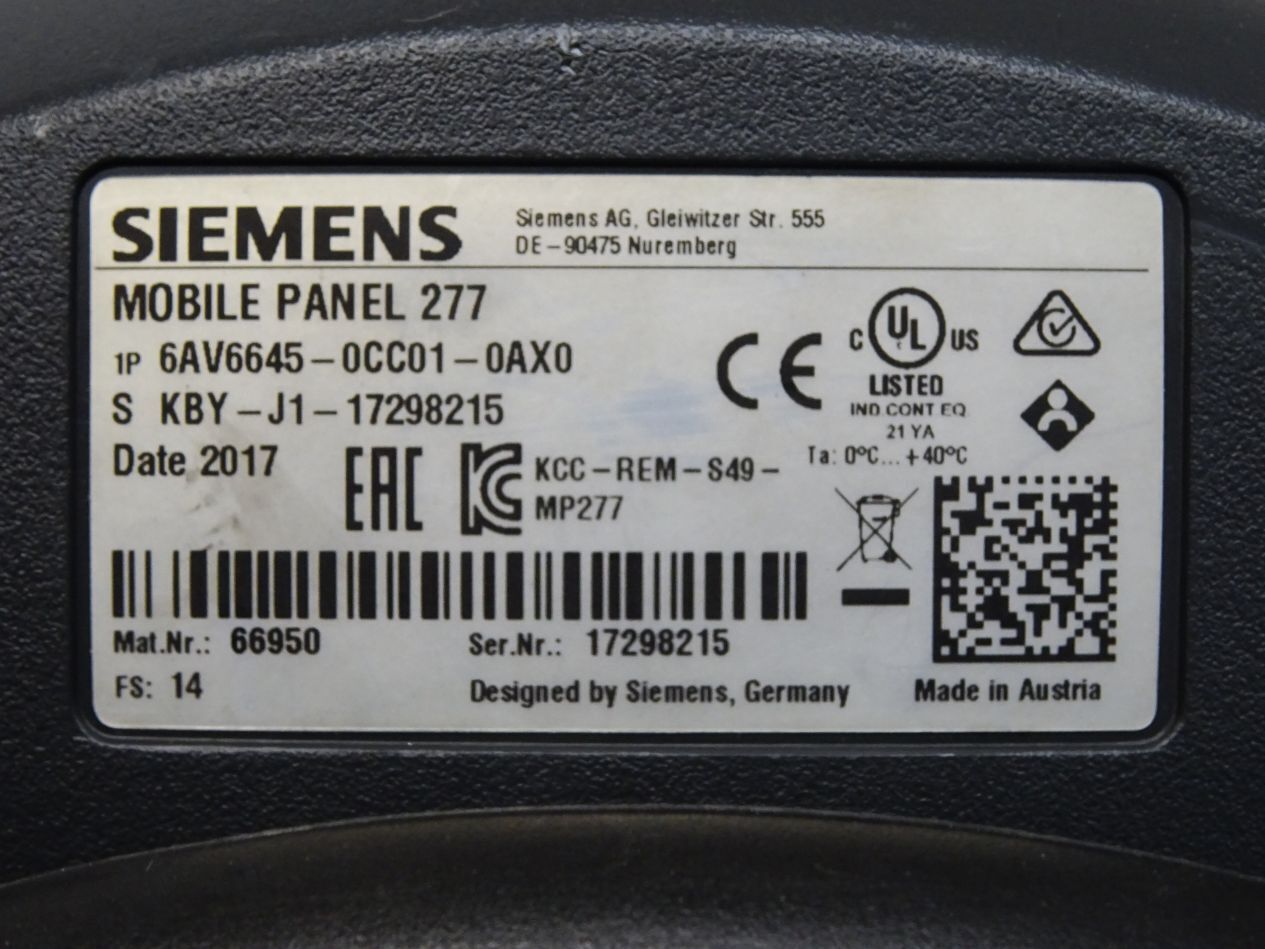 SIEMENS
Siemens AG, Gleiwitzer Str. 555
DE-90475 Nuremberg
MOBILE PANEL 277
1P 6AV6645-0CC01-0AX0
S KBY-J1-17298215
Date 2017
CE
C UL US
LISTED
IND.CONT EQ.
21 YA
Ta: 0°C...+40°C
EAC
KC
KCC-REM-S49-
MP277
Mat.Nr.: 66950
Ser.Nr.: 17298215
FS: 14
Designed by Siemens, Germany
Made in Austria